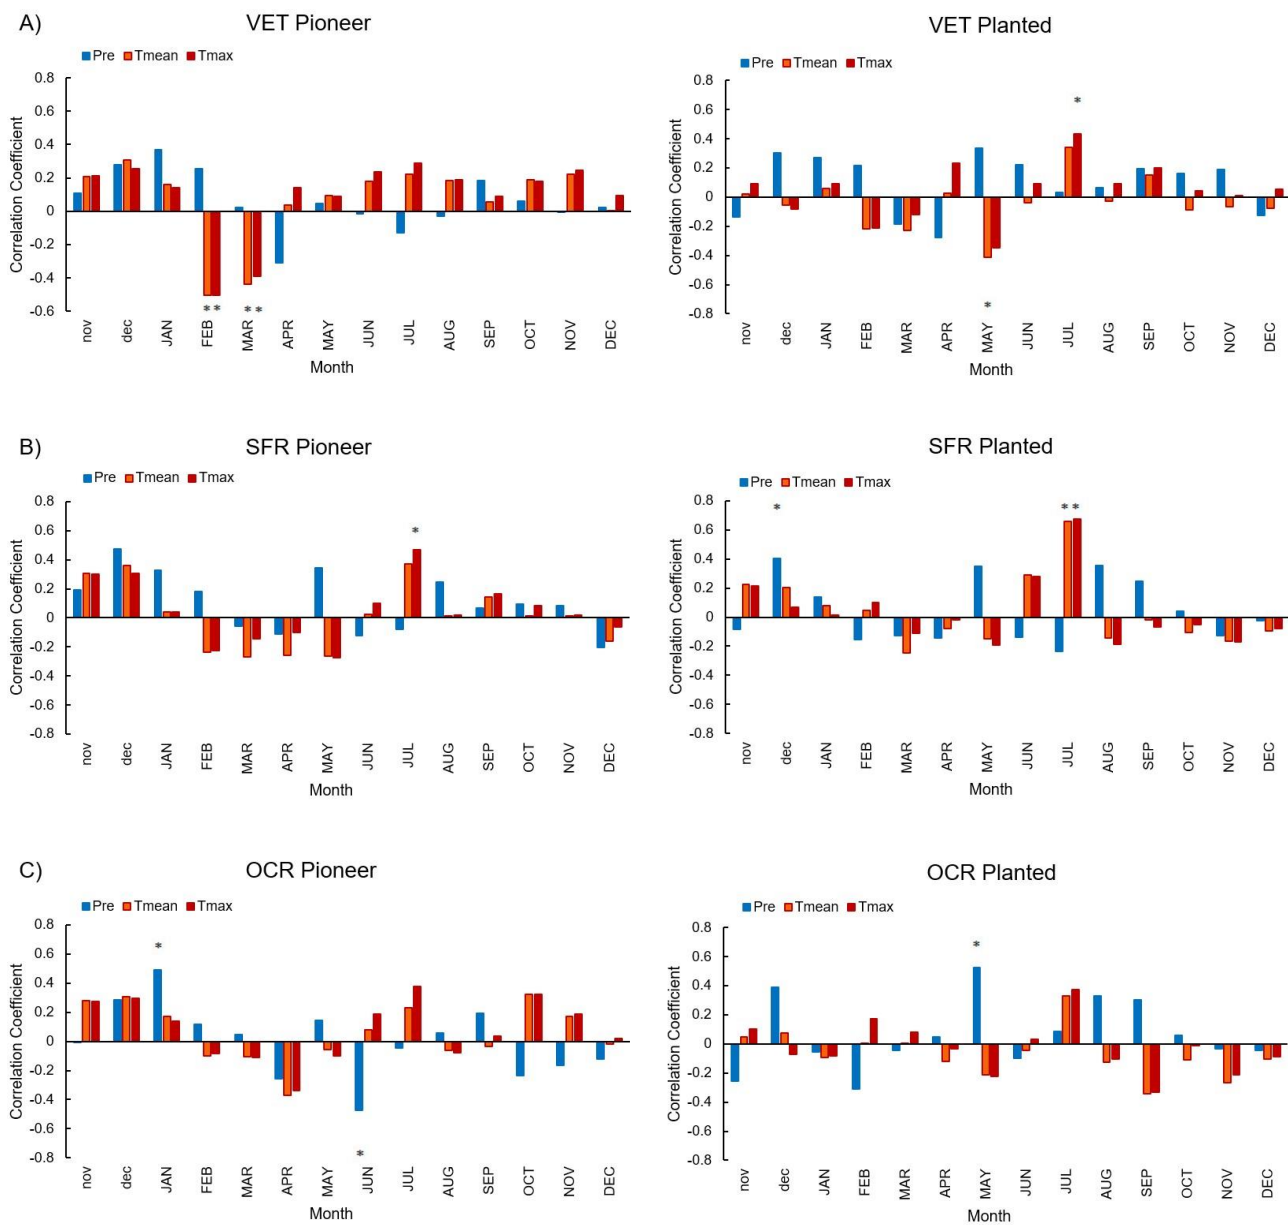 A)
VET Pioneer
Pre Tmean Tmax
Correlation Coefficient
0.8
0.6
0.4
0.2
0
-0.2
-0.4
-0.6
* * * *
nov dec JAN FEB MAR APR MAY JUN JUL AUG SEP OCT NOV DEC
Month
VET Planted
Pre Tmean Tmax
Correlation Coefficient
0.8
0.6
0.4
0.2
0
-0.2
-0.4
-0.6
-0.8
*
*
nov dec JAN FEB MAR APR MAY JUN JUL AUG SEP OCT NOV DEC
Month
B)
SFR Pioneer
Pre Tmean Tmax
Correlation Coefficient
0.8
0.6
0.4
0.2
0
-0.2
-0.4
-0.6
-0.8
*
nov dec JAN FEB MAR APR MAY JUN JUL AUG SEP OCT NOV DEC
Month
SFR Planted
Pre Tmean Tmax
Correlation Coefficient
0.8
0.6
0.4
0.2
0
-0.2
-0.4
-0.6
-0.8
* * *
nov dec JAN FEB MAR APR MAY JUN JUL AUG SEP OCT NOV DEC
Month
C)
OCR Pioneer
Pre Tmean Tmax
Correlation Coefficient
0.8
0.6
0.4
0.2
0
-0.2
-0.4
-0.6
-0.8
*
*
nov dec JAN FEB MAR APR MAY JUN JUL AUG SEP OCT NOV DEC
Month
OCR Planted
Pre Tmean Tmax
Correlation Coefficient
0.8
0.6
0.4
0.2
0
-0.2
-0.4
-0.6
-0.8
*
nov dec JAN FEB MAR APR MAY JUN JUL AUG SEP OCT NOV DEC
Month